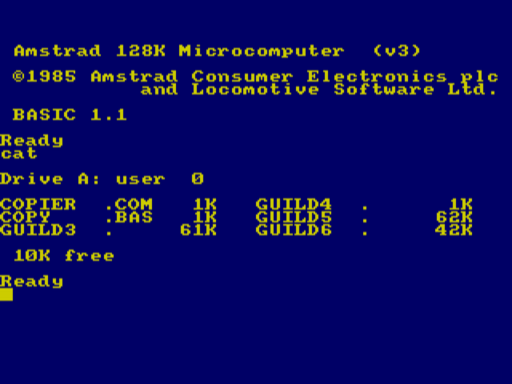 Amstrad 128K Microcomputer  (v3)
©1985 Amstrad Consumer Electronics plc
and Locomotive Software Ltd.
BASIC 1.1
Ready
cat
Drive A: user  0
COPIER  .COM   1K   GUILD4  .      1K
COPY    .BAS   1K   GUILD5  .     62K
GUILD3  .     61K   GUILD6  .     42K
10K free
Ready